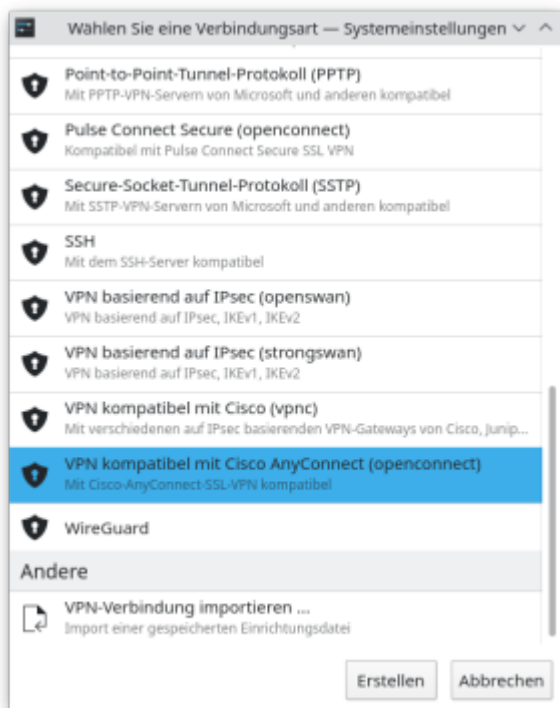 Wählen Sie eine Verbindungsart — Systemeinstellungen
Point-to-Point-Tunnel-Protokoll (PPTP)
Mit PPTP-VPN-Servern von Microsoft und anderen kompatibel
Pulse Connect Secure (openconnect)
Kompatibel mit Pulse Connect Secure SSL VPN
Secure-Socket-Tunnel-Protokoll (SSTP)
Mit SSTP-VPN-Servern von Microsoft und anderen kompatibel
SSH
Mit dem SSH-Server kompatibel
VPN basierend auf IPsec (openswan)
VPN basierend auf IPsec, IKEv1, IKEv2
VPN basierend auf IPsec (strongswan)
VPN basierend auf IPsec, IKEv1, IKEv2
VPN kompatibel mit Cisco (vpnc)
Mit verschiedenen auf IPsec basierenden VPN-Gateways von Cisco, Junip...
VPN kompatibel mit Cisco AnyConnect (openconnect)
Mit Cisco-AnyConnect-SSL-VPN kompatibel
WireGuard
Andere
VPN-Verbindung importieren ...
Import einer gespeicherten Einrichtungsdatei
Erstellen Abbrechen